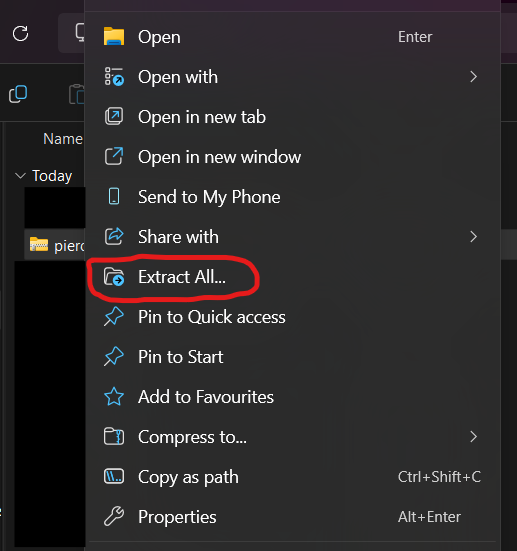 Open Enter
Open with
Open in new tab
Open in new window
Name
Send to My Phone
Today
Share with
Extract All...
Pin to Quick access
Pin to Start
Add to Favourites
Compress to...
Copy as path Ctrl+Shift+C
Properties Alt+Enter